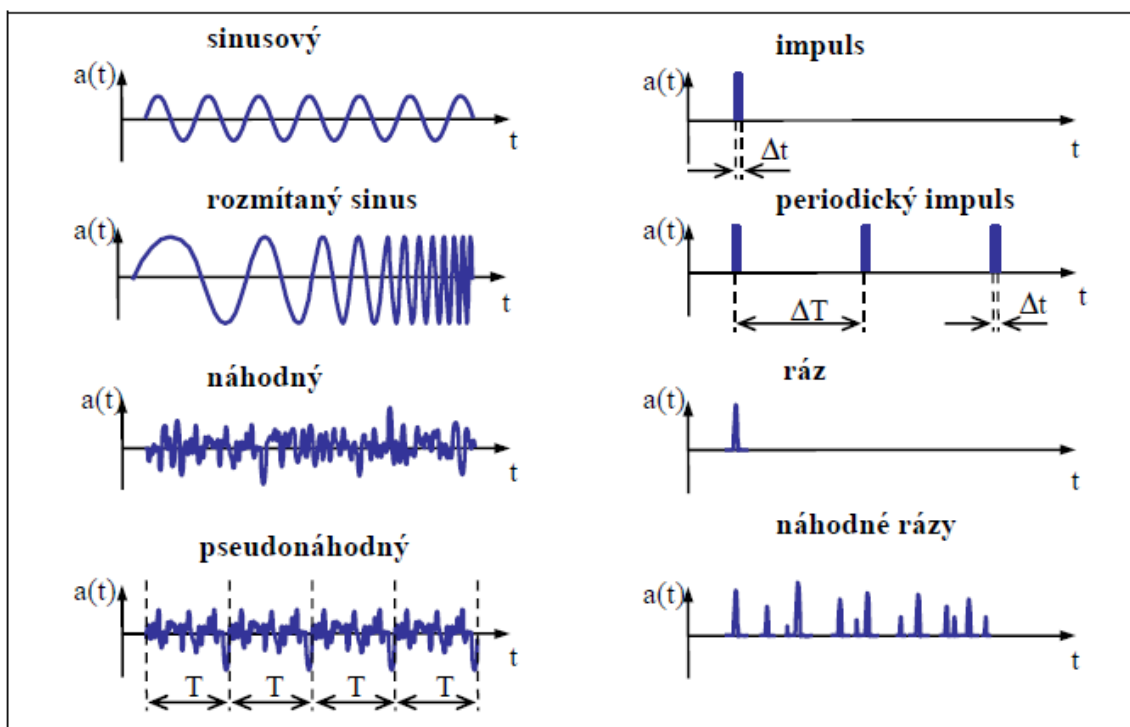 sinusový
a(t)
t
rozmítaný sinus
a(t)
t
náhodný
a(t)
t
pseudonáhodný
a(t)
t
T T T T
impuls
a(t)
t
Δt
periodický impuls
a(t)
t
ΔT Δt
ráz
a(t)
t
náhodné rázy
a(t)
t